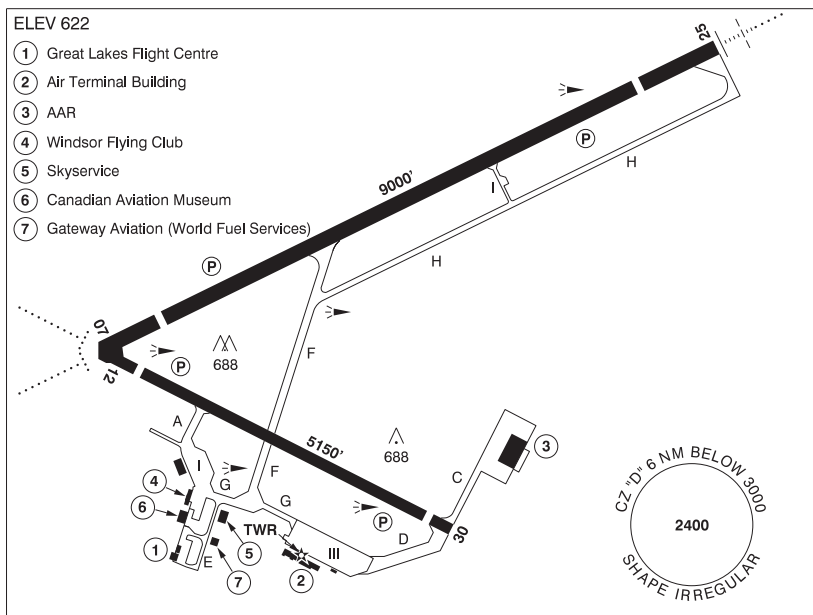 ELEV 622
1 Great Lakes Flight Centre
2 Air Terminal Building
3 AAR
4 Windsor Flying Club
5 Skyservice
6 Canadian Aviation Museum
7 Gateway Aviation (World Fuel Services)
25
P
9000'
I
H
H
P
07
12
P
688
F
A
5150'
688
3
I
F
C
G
G
4
P
30
6
TWR
III
D
1
E
5
7
2
CZ "D" 6 NM BELOW 3000
2400
SHAPE IRREGULAR